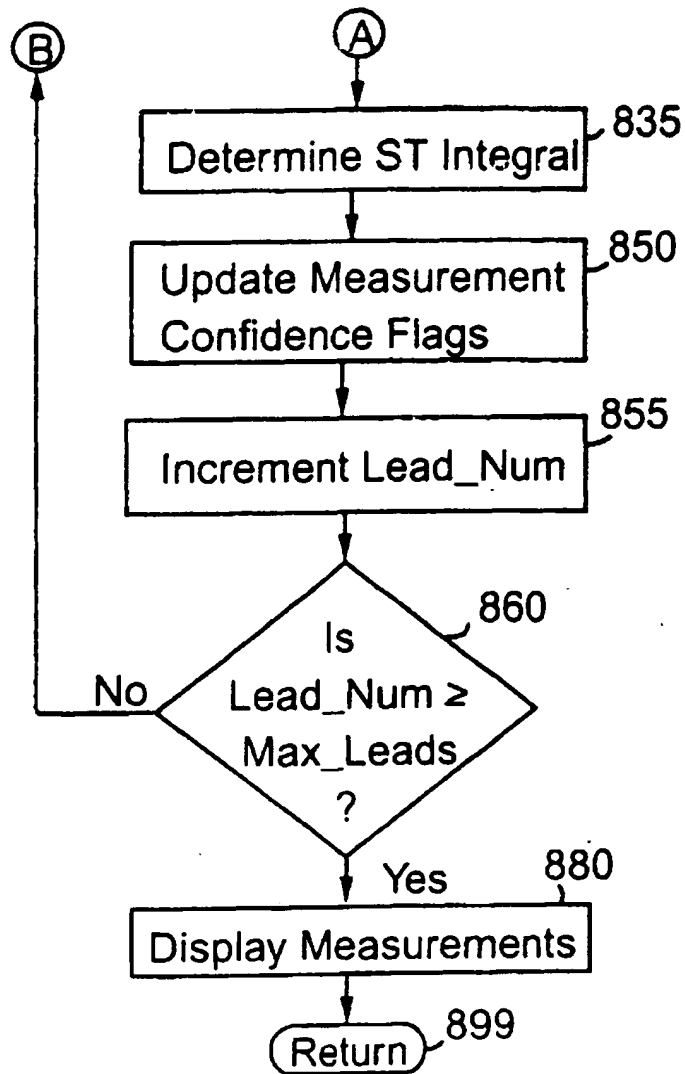 B
A
835
Determine ST Integral
850
Update Measurement
Confidence Flags
855
Increment Lead_Num
860
Is
Lead_Num ≥
Max_Leads
?
No
Yes
880
Display Measurements
Return
899